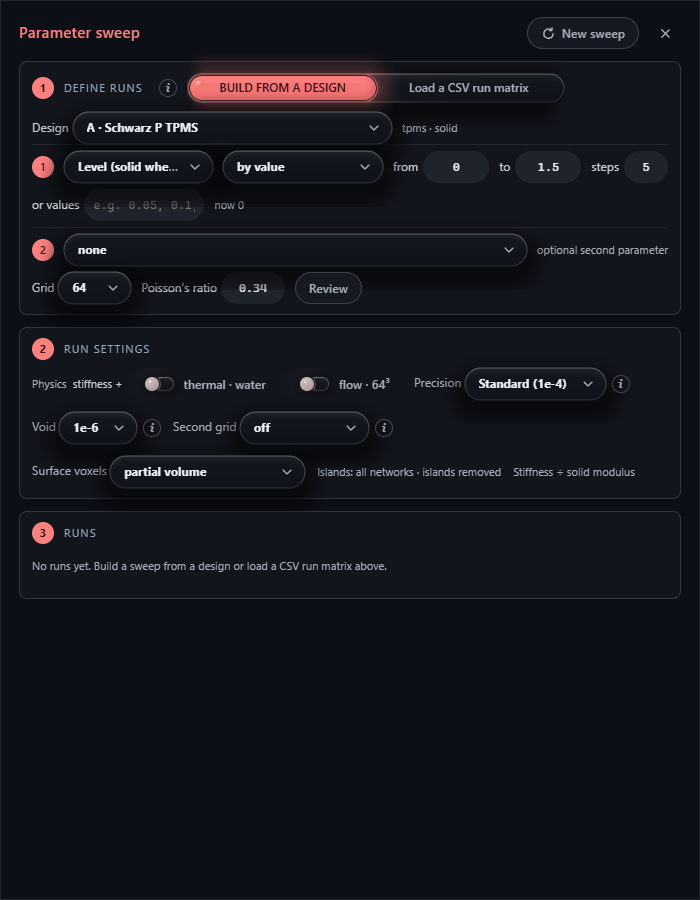 Parameter sweep
New sweep
1 DEFINE RUNS i BUILD FROM A DESIGN Load a CSV run matrix
Design A · Schwarz P TPMS tpms · solid
1 Level (solid whe... by value from 0 to 1.5 steps 5
or values e.g. 0.05, 0.1, now 0
2 none optional second parameter
Grid 64 Poisson's ratio 0.34 Review
2 RUN SETTINGS
Physics stiffness + thermal · water flow · 64³ Precision Standard (1e-4) i
Void 1e-6 i Second grid off i
Surface voxels partial volume Islands: all networks · islands removed Stiffness ÷ solid modulus
3 RUNS
No runs yet. Build a sweep from a design or load a CSV run matrix above.